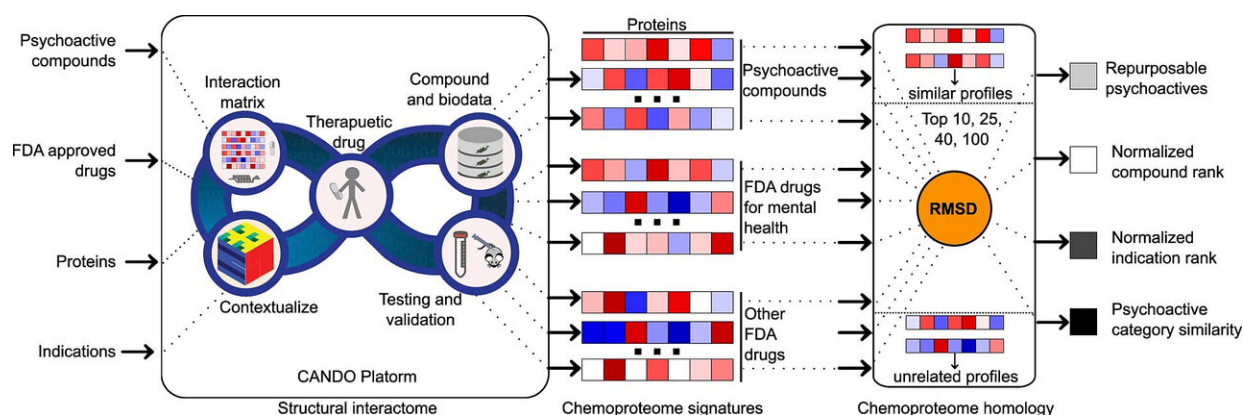 Psychoactive
compounds
FDA approved
drugs
Proteins
Indications
Interaction
matrix
Therapuetic
drug
Compound
and biodata
Contextualize
Testing and
validation
CANDO Platorm
Structural interactome
Proteins
Psychoactive
compounds
FDA drugs
for mental
health
Other
FDA
drugs
Chemoproteome signatures
similar profiles
Top 10, 25,
40, 100
RMSD
unrelated profiles
Chemoproteome homology
Repurposable
psychoactives
Normalized
compound rank
Normalized
indication rank
Psychoactive
category similarity